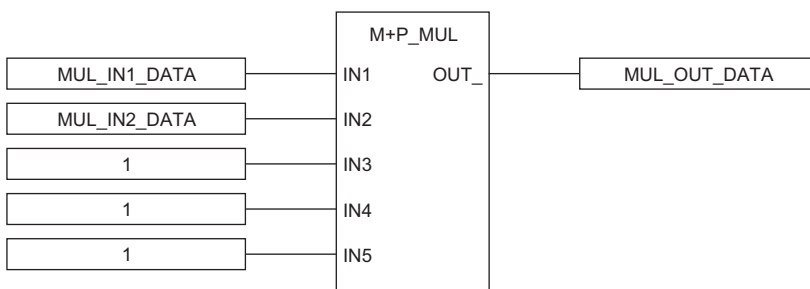 M+P_MUL
MUL_IN1_DATA IN1 OUT_ MUL_OUT_DATA
MUL_IN2_DATA IN2
1 IN3
1 IN4
1 IN5